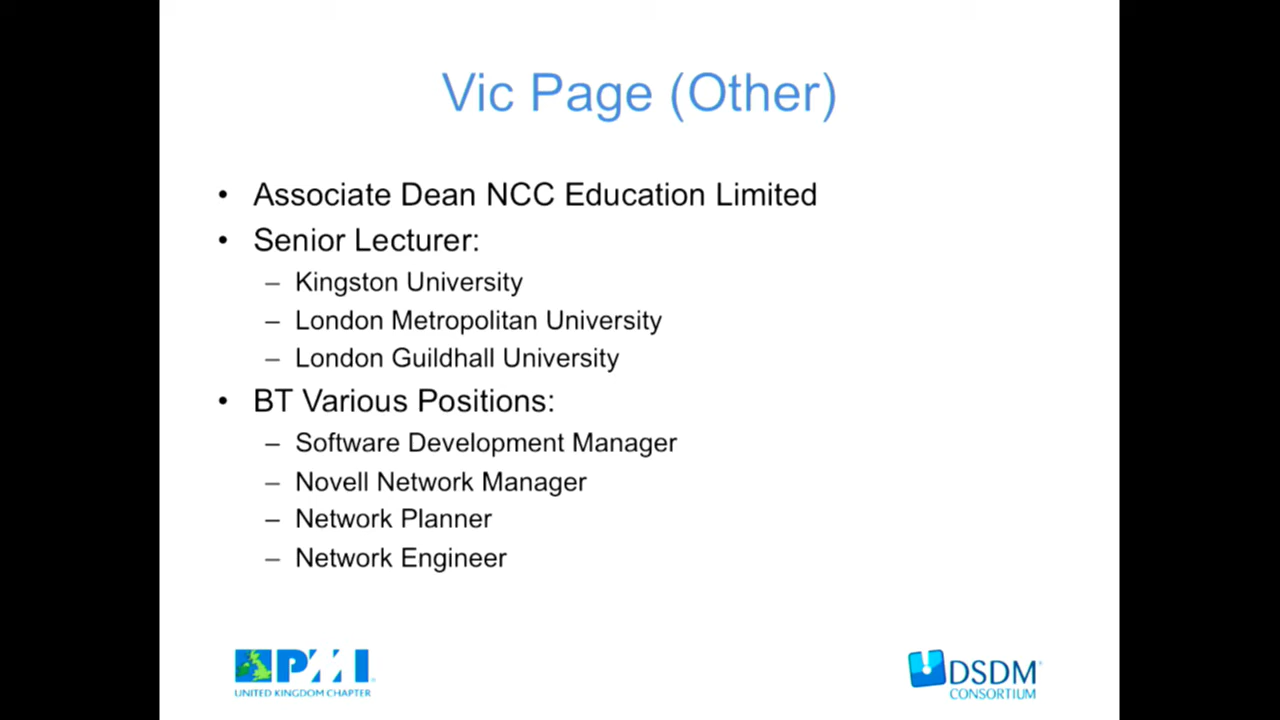 Vic Page (Other)
• Associate Dean NCC Education Limited
• Senior Lecturer:
– Kingston University
– London Metropolitan University
– London Guildhall University
• BT Various Positions:
– Software Development Manager
– Novell Network Manager
– Network Planner
– Network Engineer
PMI
UNITED KINGDOM CHAPTER
DSDM
CONSORTIUM